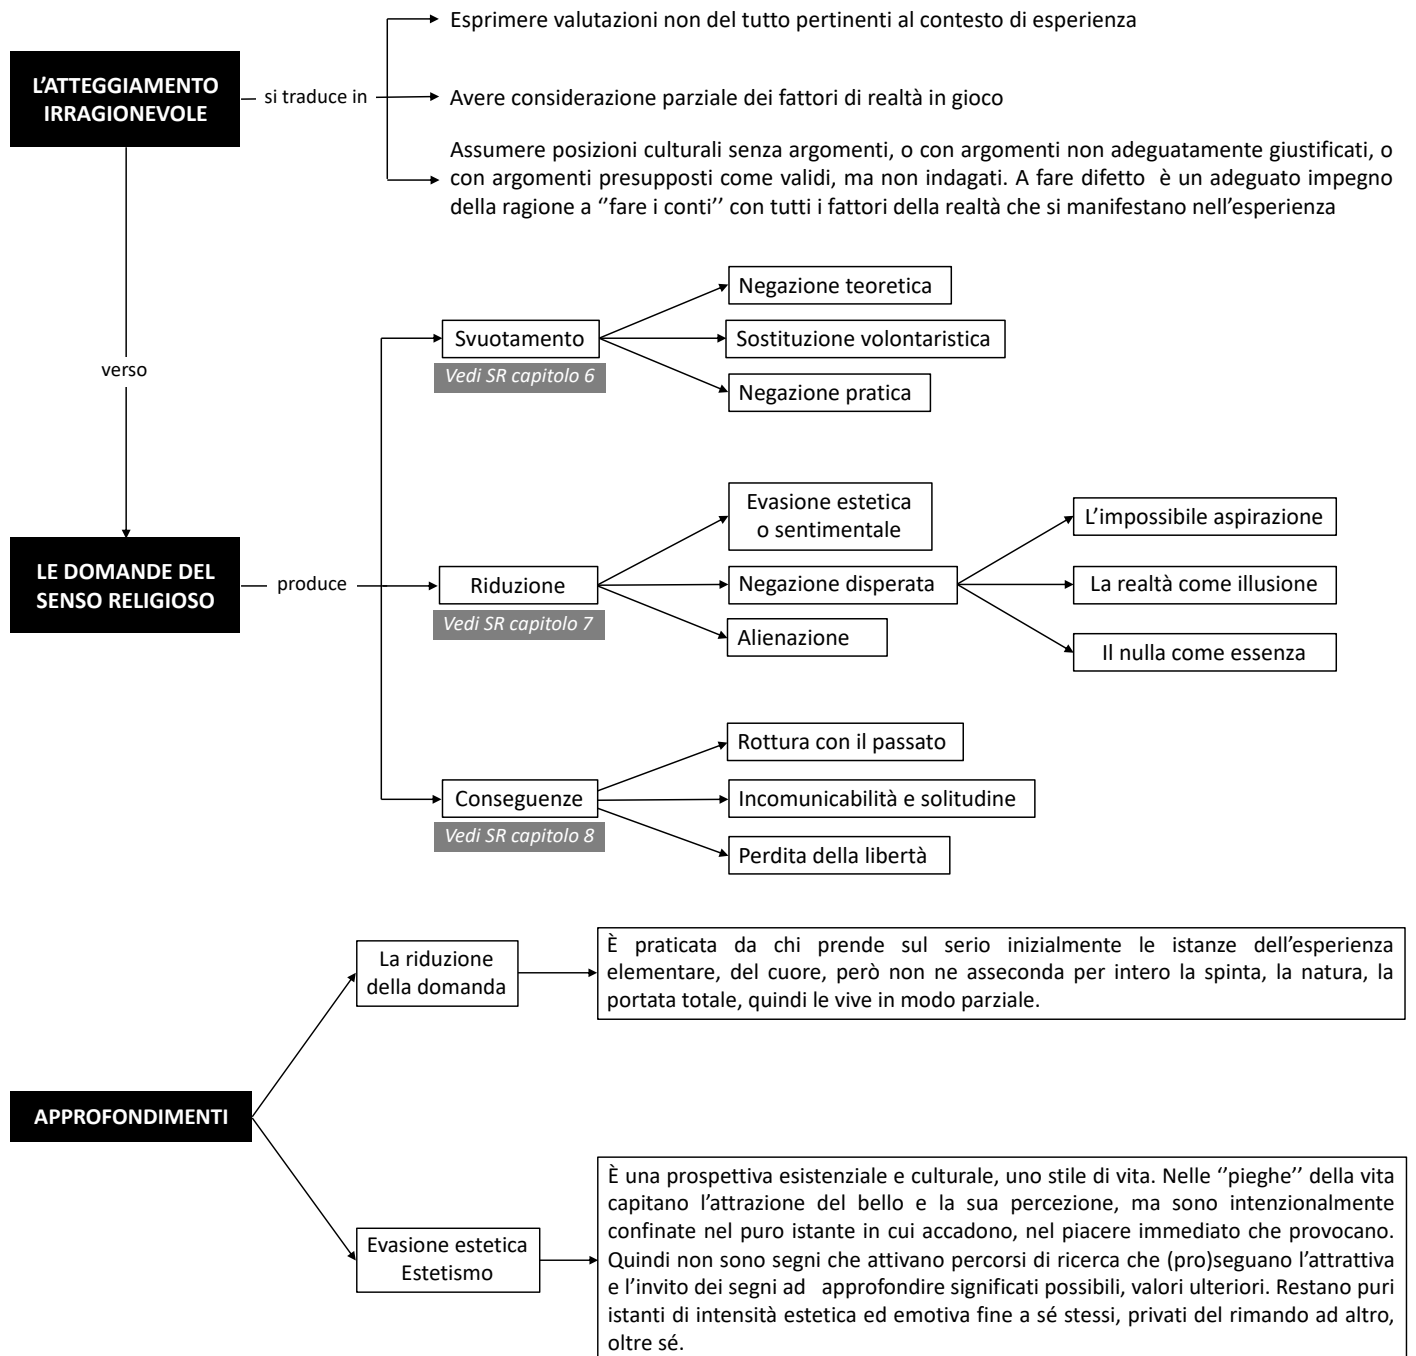 Esprimere valutazioni non del tutto pertinenti al contesto di esperienza
L’ATTEGGIAMENTO
IRRAGIONEVOLE
si traduce in
Avere considerazione parziale dei fattori di realtà in gioco
Assumere posizioni culturali senza argomenti, o con argomenti non adeguatamente giustificati, o
con argomenti presupposti come validi, ma non indagati. A fare difetto è un adeguato impegno
della ragione a ‘’fare i conti’’ con tutti i fattori della realtà che si manifestano nell’esperienza
verso
LE DOMANDE DEL
SENSO RELIGIOSO
produce
Svuotamento
Vedi SR capitolo 6
Negazione teoretica
Sostituzione volontaristica
Negazione pratica
Riduzione
Vedi SR capitolo 7
Evasione estetica
o sentimentale
Negazione disperata
Alienazione
L’impossibile aspirazione
La realtà come illusione
Il nulla come essenza
Conseguenze
Vedi SR capitolo 8
Rottura con il passato
Incomunicabilità e solitudine
Perdita della libertà
APPROFONDIMENTI
La riduzione
della domanda
È praticata da chi prende sul serio inizialmente le istanze dell’esperienza
elementare, del cuore, però non ne asseconda per intero la spinta, la natura, la
portata totale, quindi le vive in modo parziale.
Evasione estetica
Estetismo
È una prospettiva esistenziale e culturale, uno stile di vita. Nelle ‘’pieghe’’ della vita
capitano l’attrazione del bello e la sua percezione, ma sono intenzionalmente
confinate nel puro istante in cui accadono, nel piacere immediato che provocano.
Quindi non sono segni che attivano percorsi di ricerca che (pro)seguano l’attrattiva
e l’invito dei segni ad approfondire significati possibili, valori ulteriori. Restano puri
istanti di intensità estetica ed emotiva fine a sé stessi, privati del rimando ad altro,
oltre sé.